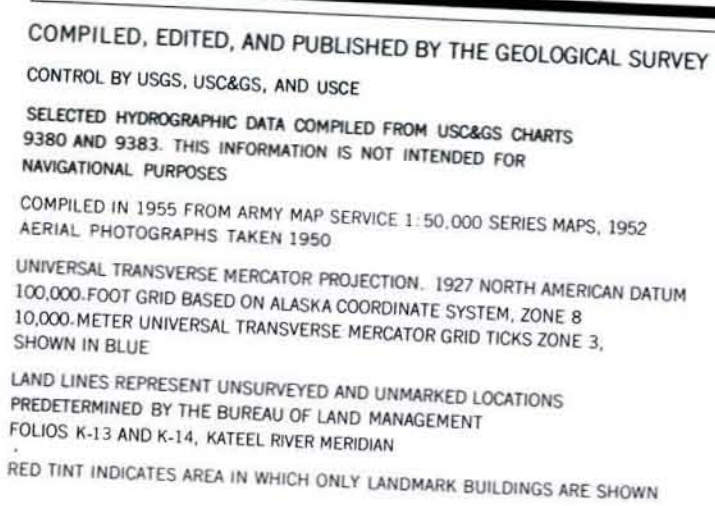 COMPILED, EDITED, AND PUBLISHED BY THE GEOLOGICAL SURVEY
CONTROL BY USGS, USC&GS, AND USCE
SELECTED HYDROGRAPHIC DATA COMPILED FROM USC&GS CHARTS
9380 AND 9383. THIS INFORMATION IS NOT INTENDED FOR
NAVIGATIONAL PURPOSES
COMPILED IN 1955 FROM ARMY MAP SERVICE 1:50,000 SERIES MAPS, 1952
AERIAL PHOTOGRAPHS TAKEN 1950
UNIVERSAL TRANSVERSE MERCATOR PROJECTION. 1927 NORTH AMERICAN DATUM
100,000-FOOT GRID BASED ON ALASKA COORDINATE SYSTEM, ZONE 8
10,000-METER UNIVERSAL TRANSVERSE MERCATOR GRID TICKS ZONE 3,
SHOWN IN BLUE
LAND LINES REPRESENT UNSURVEYED AND UNMARKED LOCATIONS
PREDETERMINED BY THE BUREAU OF LAND MANAGEMENT
FOLIOS K-13 AND K-14, KATEEL RIVER MERIDIAN
RED TINT INDICATES AREA IN WHICH ONLY LANDMARK BUILDINGS ARE SHOWN